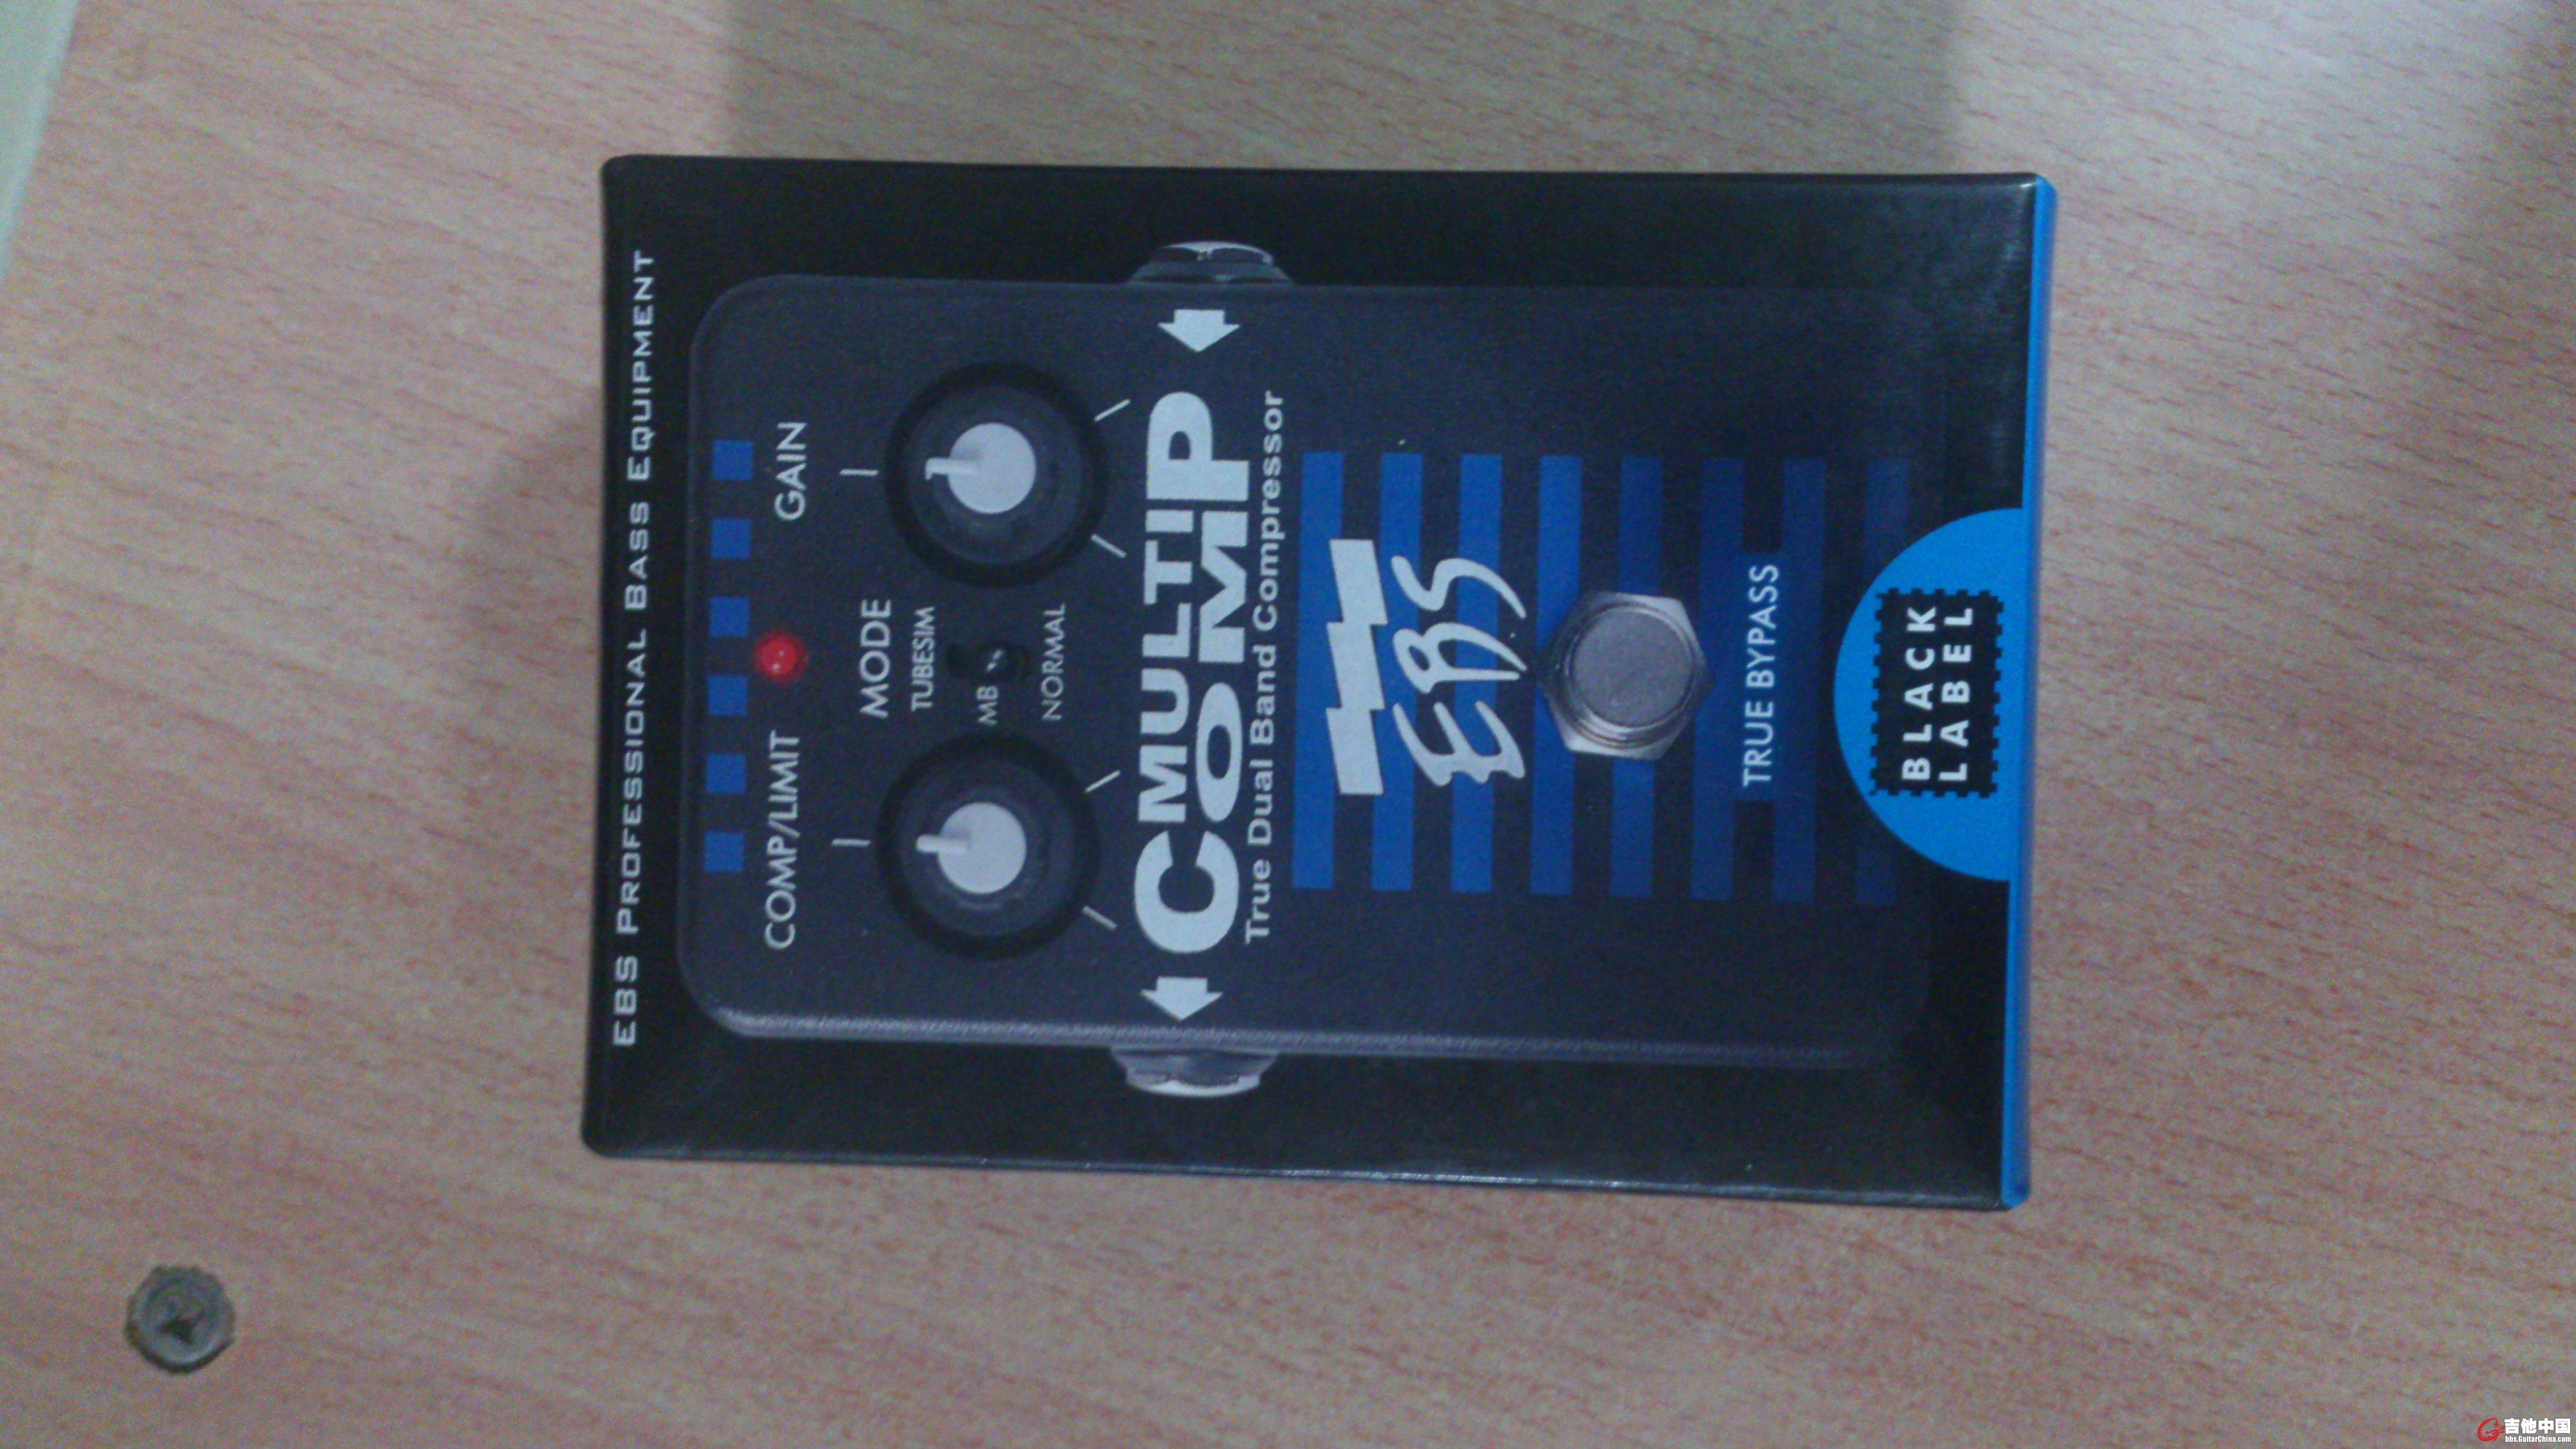 EBS PROFESSIONAL BASS EQUIPMENT
COMP/LIMIT
GAIN
MODE
TUBESIM
MB
NORMAL
MULTI
COMP
True Dual Band Compressor
EBS
TRUE BYPASS
BLACK
LABEL
吉他中国
bbs.GuitarChina.com